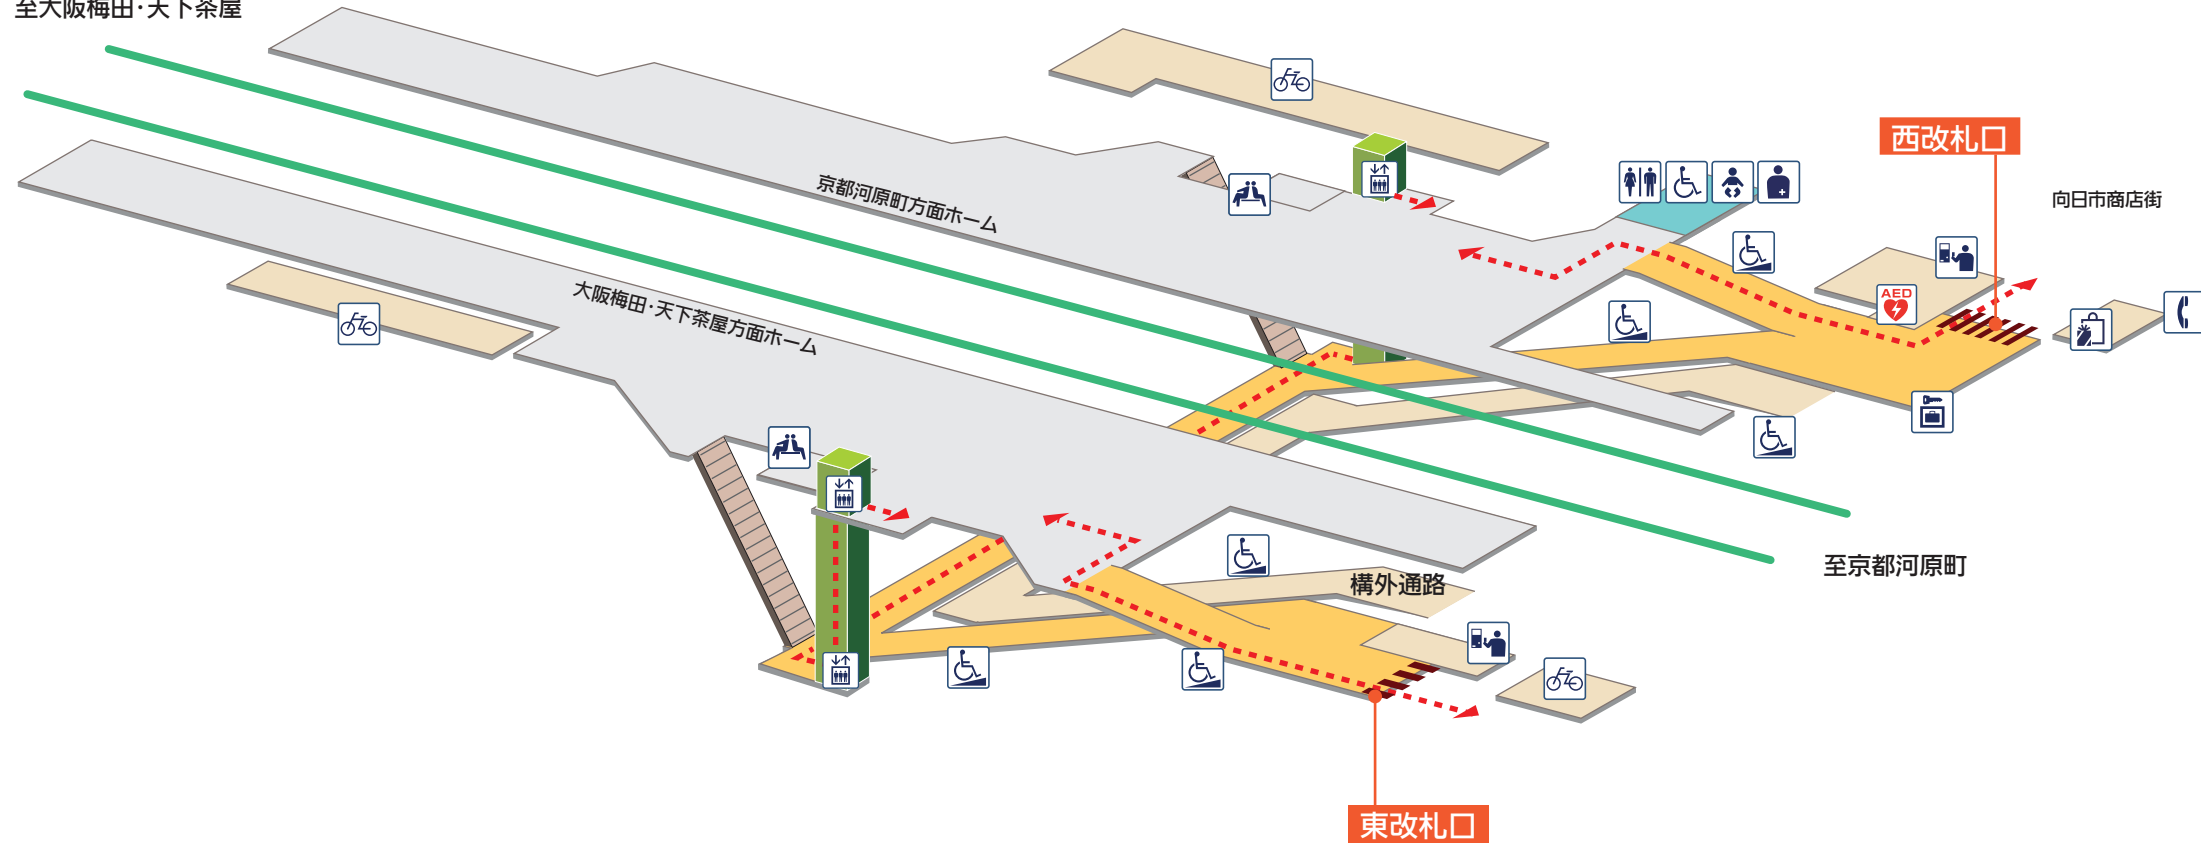 至大阪梅田・天下茶屋
西改札口
向日市商店街
京都河原町方面ホーム
AED
大阪梅田・天下茶屋方面ホーム
至京都河原町
構外通路
東改札口